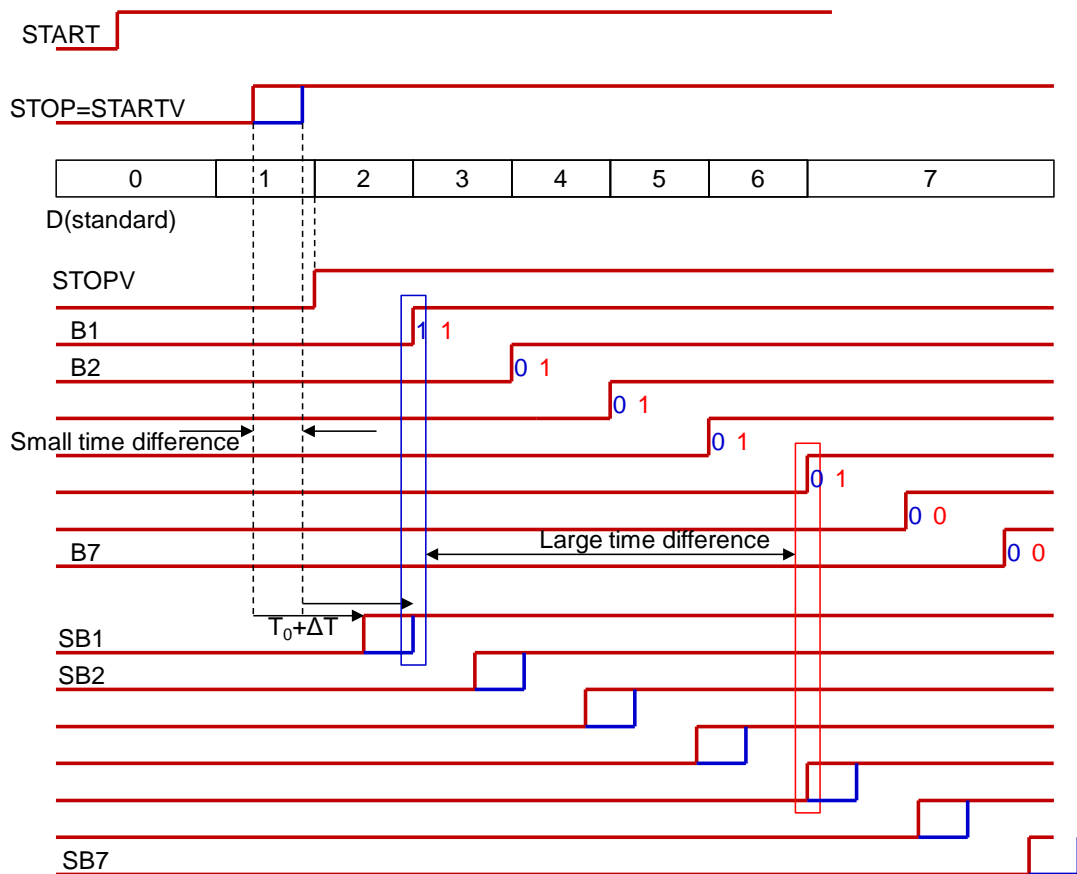 START
STOP=STARTV
0 1 2 3 4 5 6 7
D(standard)
STOPV
B1 1 1
B2 0 1
0 1
Small time difference 0 1
0 1
0 0
B7 Large time difference 0 0
T₀+ΔT
SB1
SB2
SB7